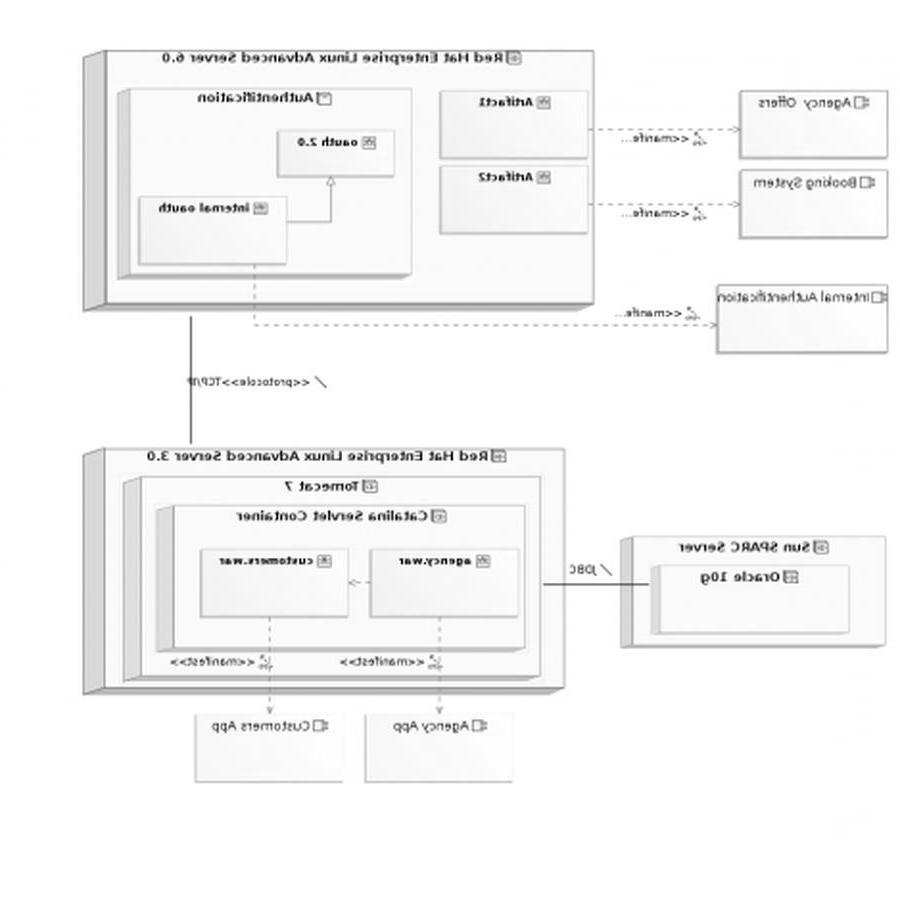 Red Hat Enterprise Linux Advanced Server 6.0
Authentification
Artifact1
Agency Offers
oauth 2.0
<<manife...
Artifact2
Booking System
internal oauth
<<manife...
Internal Authentification
<<manife...
<<protocole>>TCP/IP
Red Hat Enterprise Linux Advanced Server 3.0
Tomecat 7
Catalina Servlet Container
Sun SPARC Server
customers.war
agency.war
JDBC
Oracle 10g
<<manifest>>
<<manifest>>
Customers App
Agency App